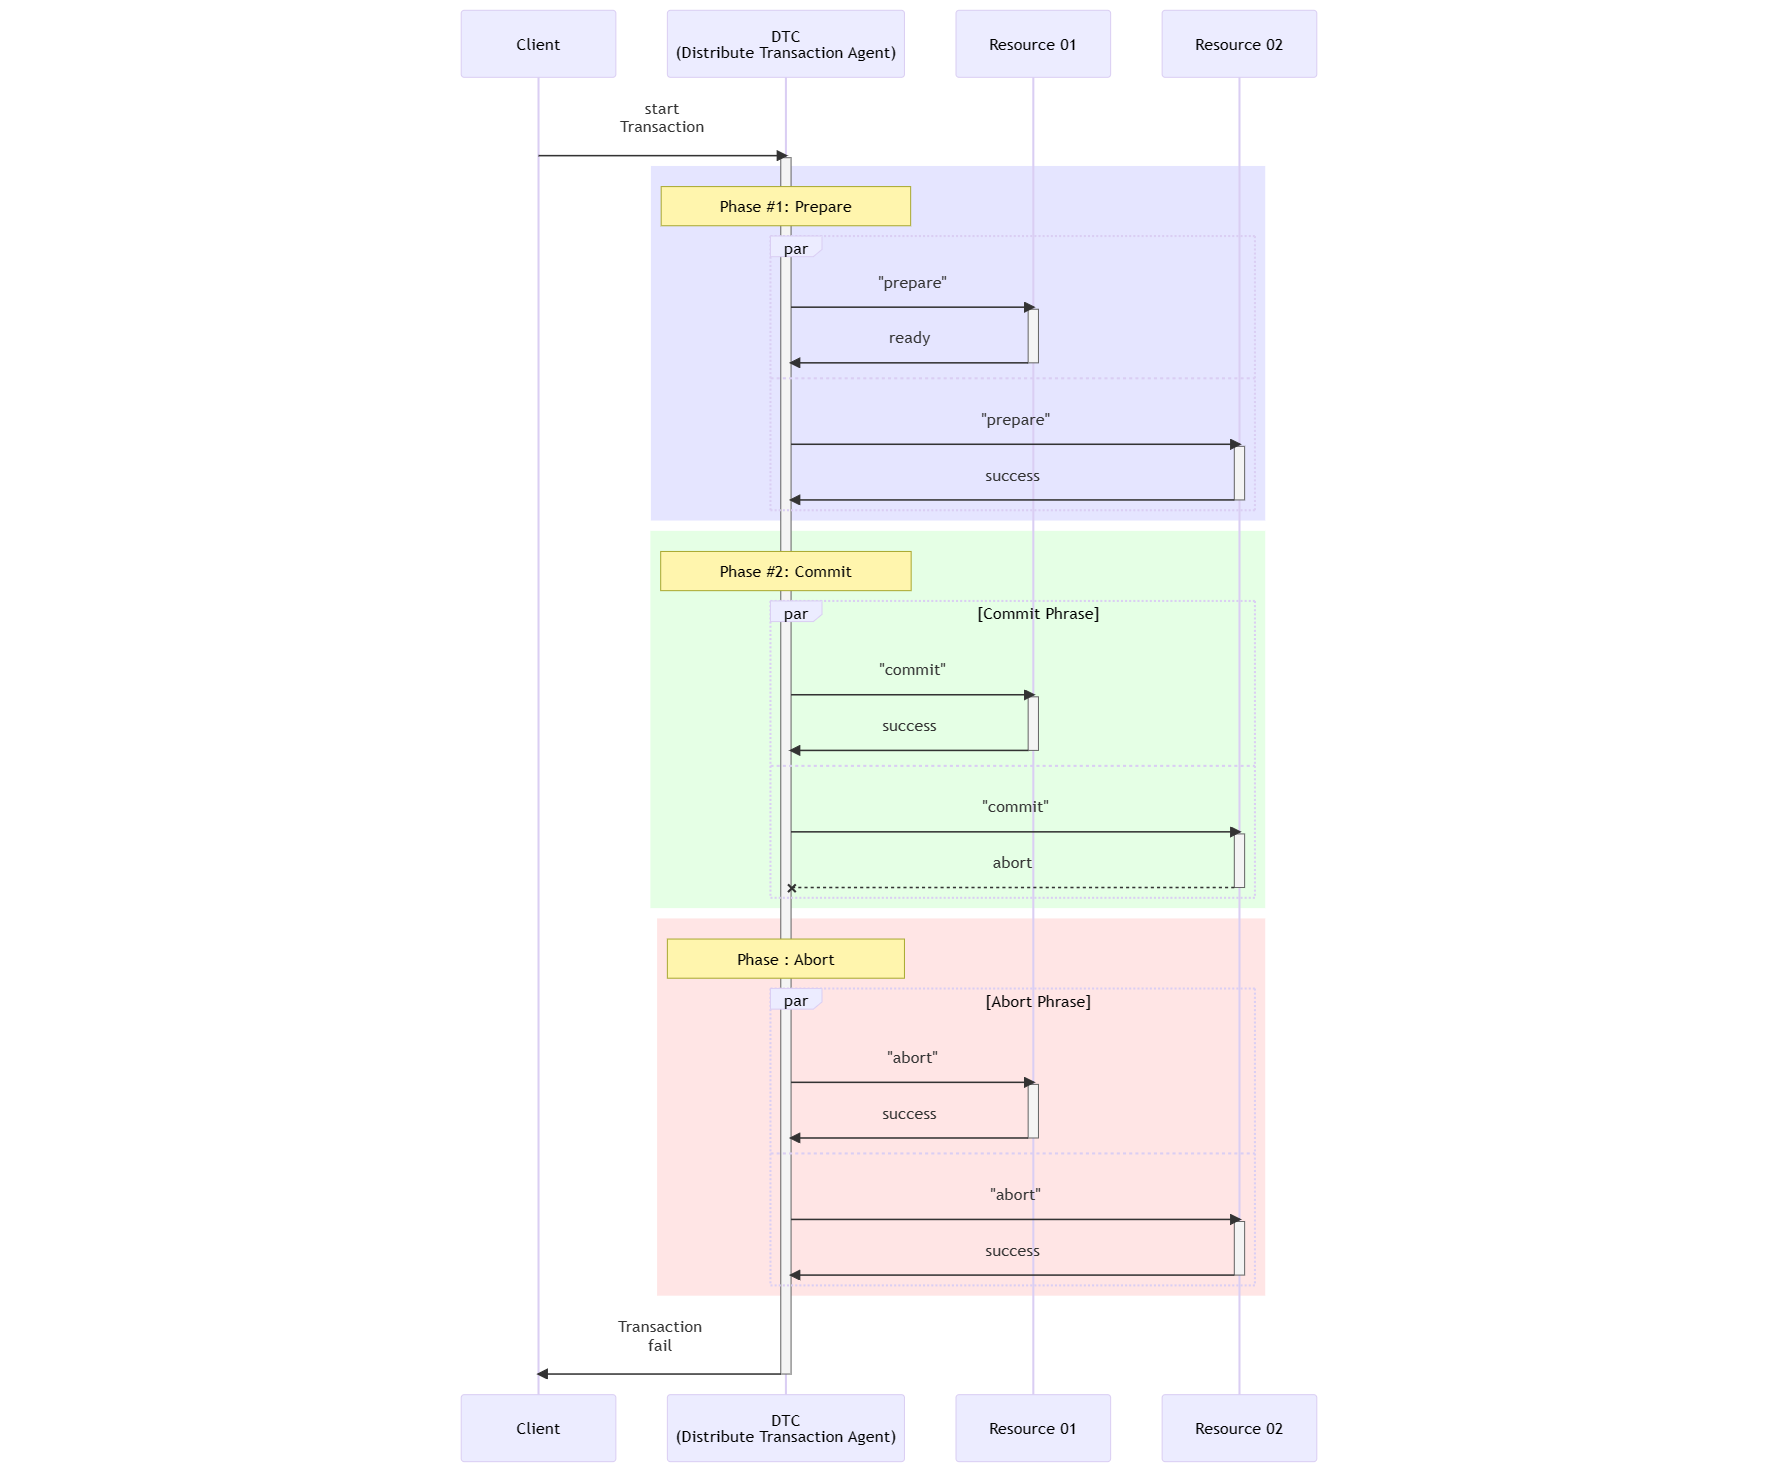 Client
DTC
(Distribute Transaction Agent)
Resource 01
Resource 02
start
Transaction
Phase #1: Prepare
par
"prepare"
ready
"prepare"
success
Phase #2: Commit
par
[Commit Phrase]
"commit"
success
"commit"
abort
Phase : Abort
par
[Abort Phrase]
"abort"
success
"abort"
success
Transaction
fail
Client
DTC
(Distribute Transaction Agent)
Resource 01
Resource 02